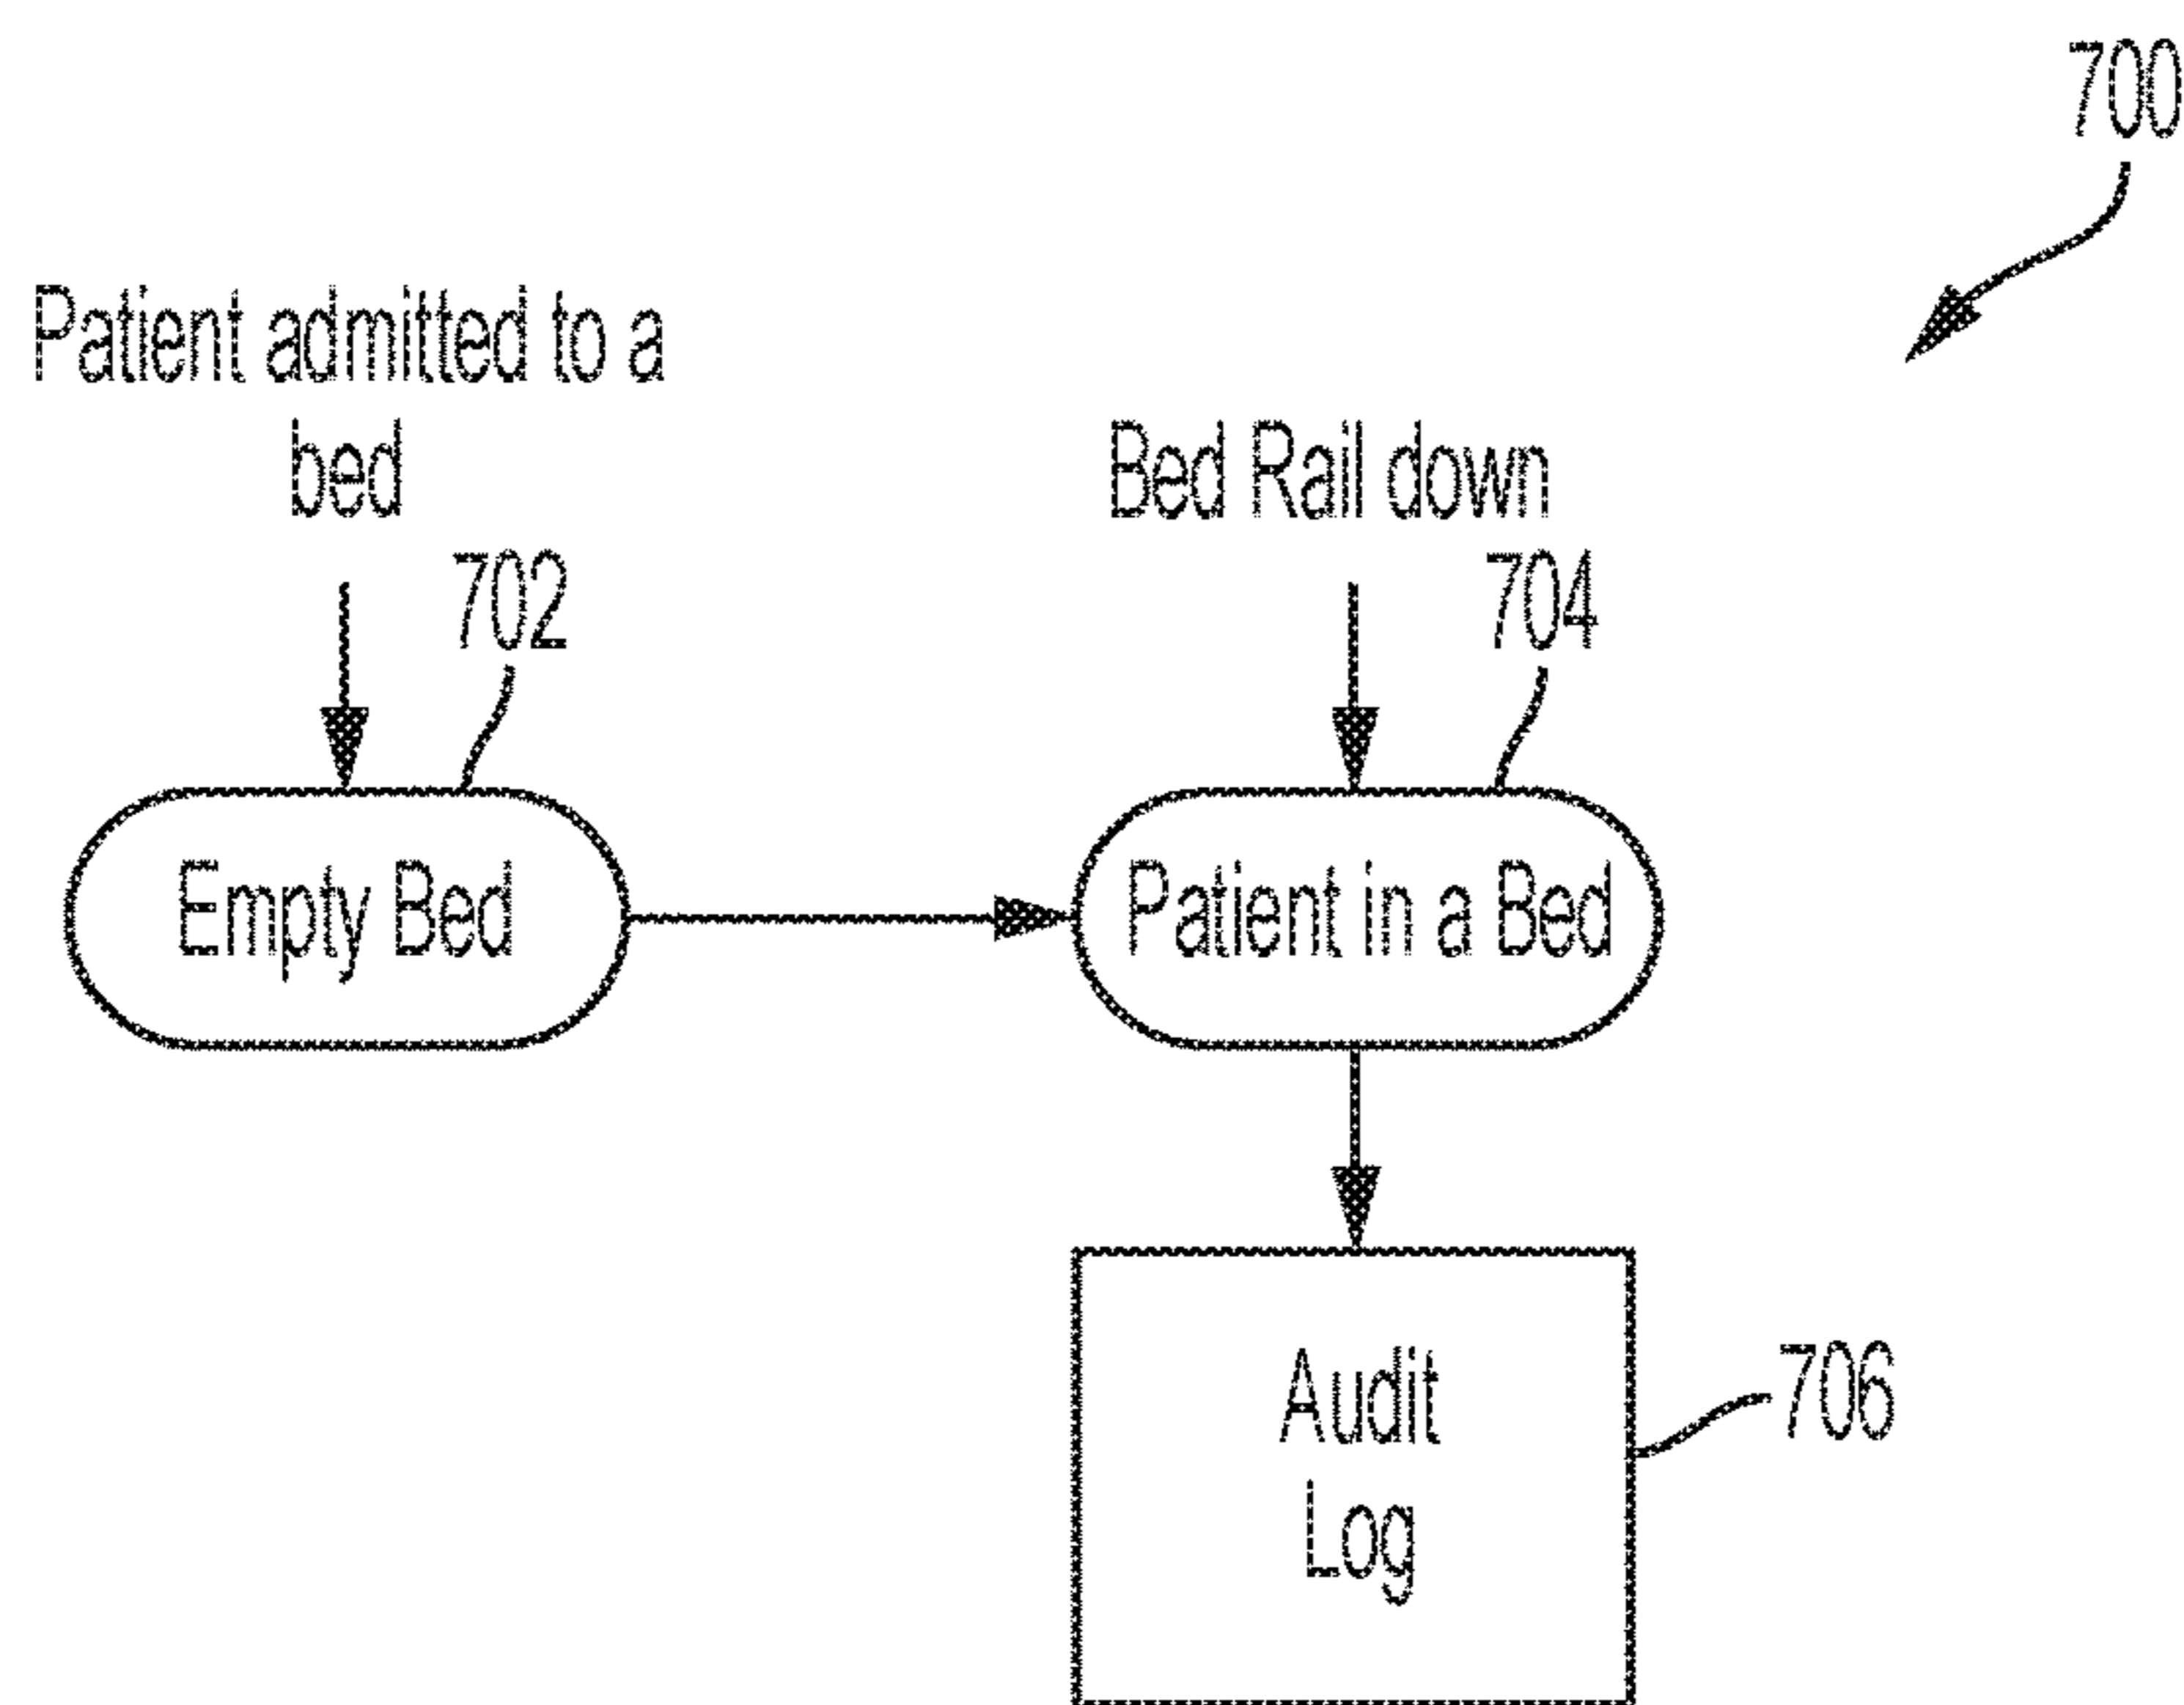 700
Patient admitted to a
bed
Bed Rail down
702
704
Empty Bed
Patient in a Bed
Audit
Log
706